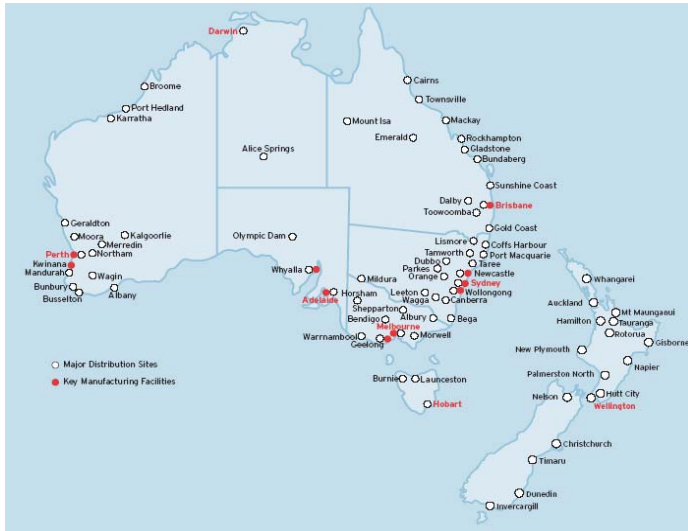 Darwin
Broome
Port Hedland
Karratha
Cairns
Townsville
Mount Isa
Mackay
Emerald
Rockhampton
Gladstone
Bundaberg
Alice Springs
Sunshine Coast
Dalby
Brisbane
Toowoomba
Geraldton
Moora
Kalgoorlie
Merredin
Perth
Northam
Kwinana
Mandurah
Wagin
Bunbury
Albany
Busselton
Olympic Dam
Whyalla
Adelaide
Gold Coast
Lismore
Coffs Harbour
Tamworth
Port Macquarie
Dubbo
Taree
Parkes
Newcastle
Orange
Mildura
Sydney
Horsham
Leeton
Wollongong
Wagga
Canberra
Shepparton
Bendigo
Albury
Bega
Melbourne
Warrnambool
Morwell
Geelong
Burnie
Launceston
Hobart
Whangarei
Auckland
Mt Maunganui
Hamilton
Tauranga
Rotorua
Gisborne
New Plymouth
Napier
Palmerston North
Nelson
Hutt City
Wellington
Christchurch
Timaru
Dunedin
Invercargill
Major Distribution Sites
Key Manufacturing Facilities